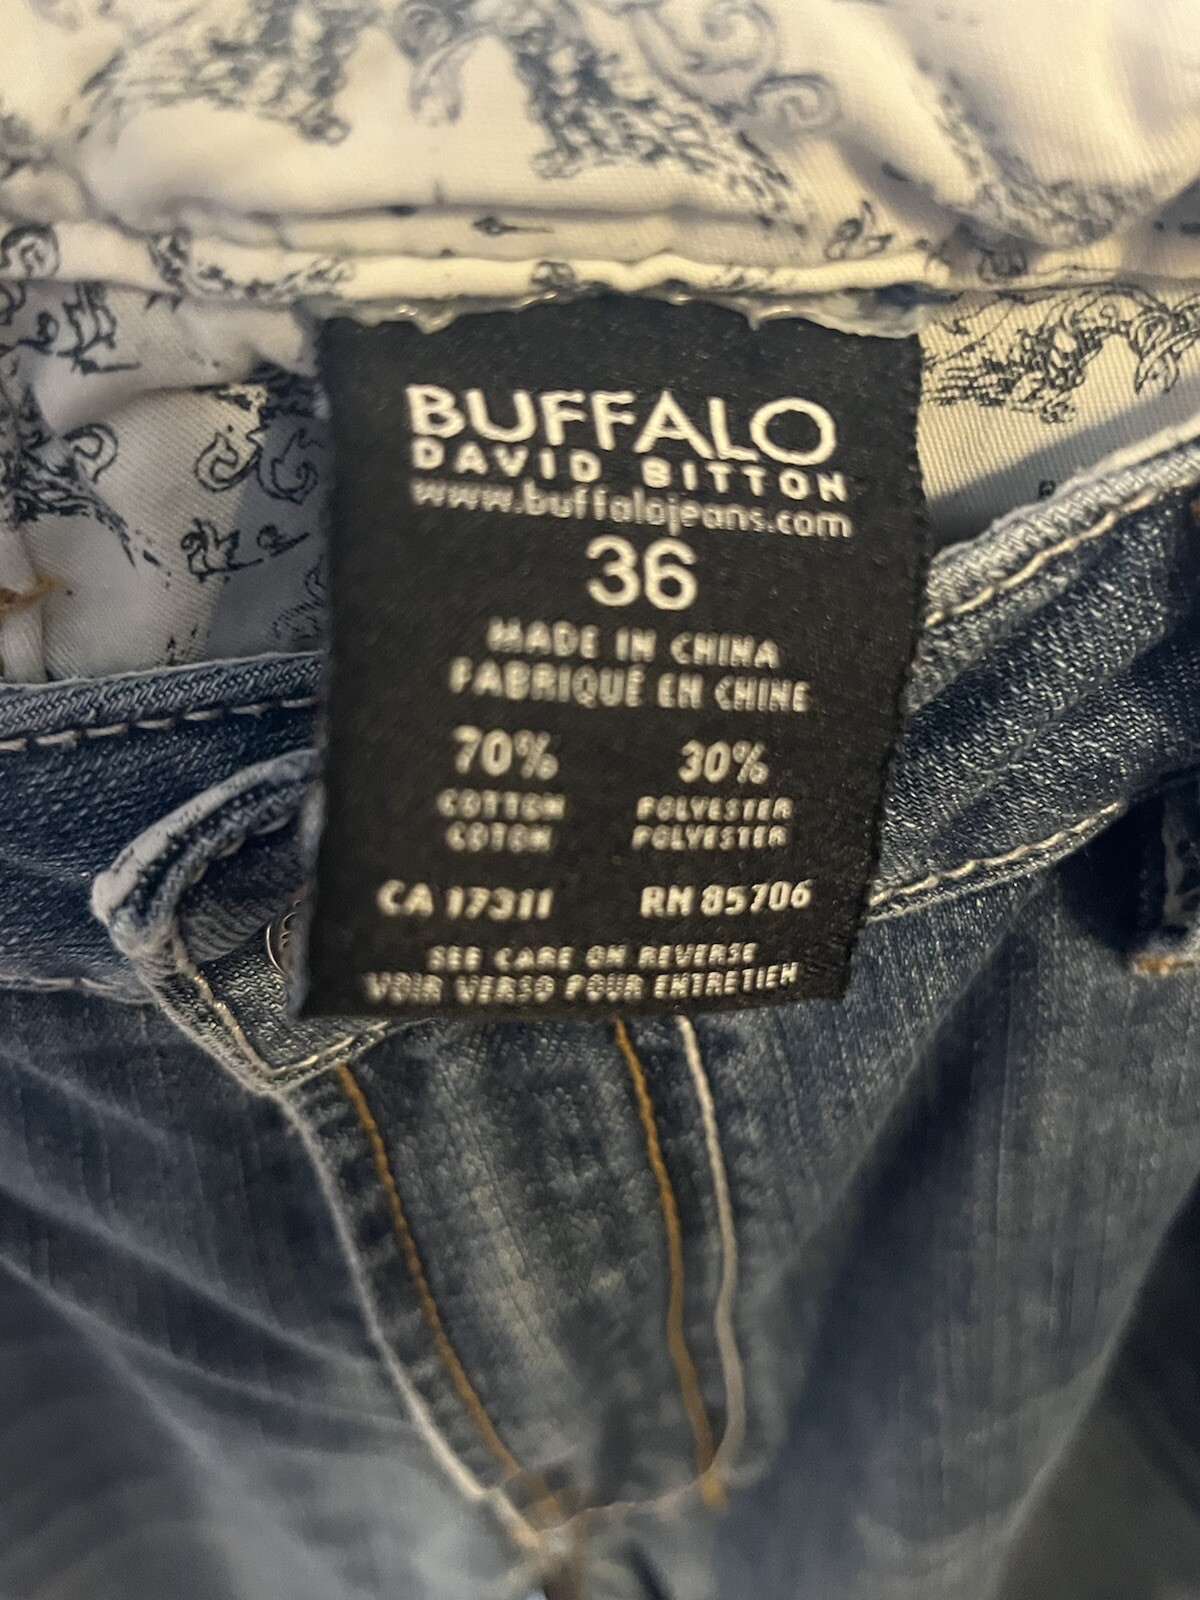 BUFFALO
DAVID BITTON
www.buffalojeans.com
36
MADE IN CHINA
FABRIQUÉ EN CHINE
70% 30%
COTTON POLYESTER
COTON POLYESTER
CA 17311 RN 85706
SEE CARE ON REVERSE
VOIR VERSO POUR ENTRETIEN